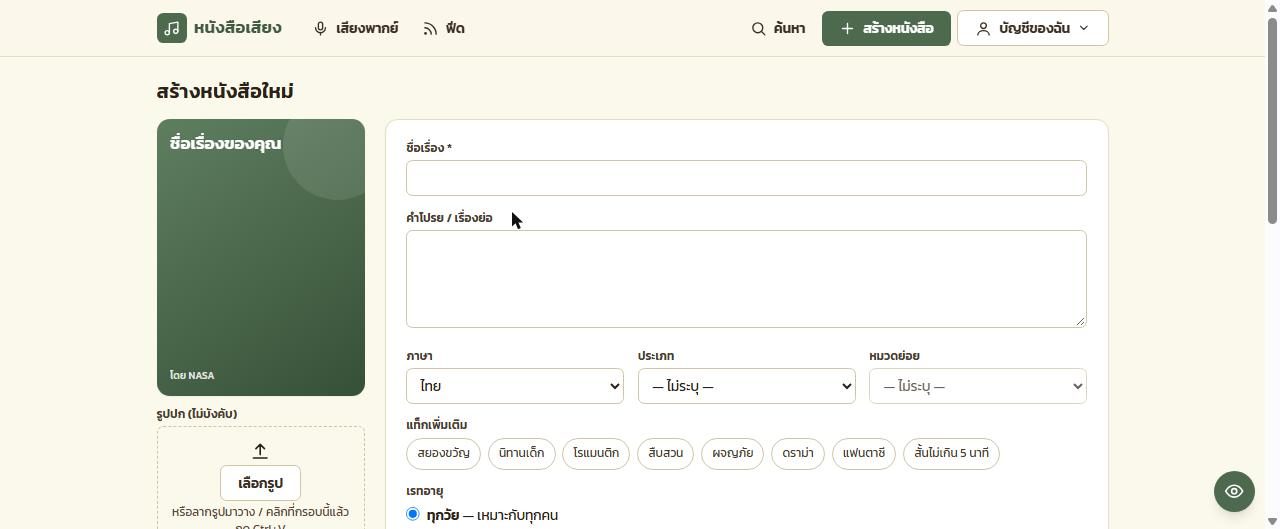 หนังสือเสียง เสียงพากย์ ฟีด ค้นหา สร้างหนังสือ บัญชีของฉัน
สร้างหนังสือใหม่
ชื่อเรื่องของคุณ
โดย NASA
รูปปก (ไม่บังคับ)
เลือกรูป
หรือลากรูปมาวาง / คลิกที่กรอบนี้แล้ว
กด Ctrl+V
ชื่อเรื่อง *
คำโปรย / เรื่องย่อ
ภาษา ประเภท หมวดย่อย
ไทย — ไม่ระบุ — — ไม่ระบุ —
แท็กเพิ่มเติม
สยองขวัญ นิทานเด็ก โรแมนติก สืบสวน ผจญภัย ดราม่า แฟนตาซี สั้นไม่เกิน 5 นาที
เรทอายุ
ทุกวัย — เหมาะกับทุกคน